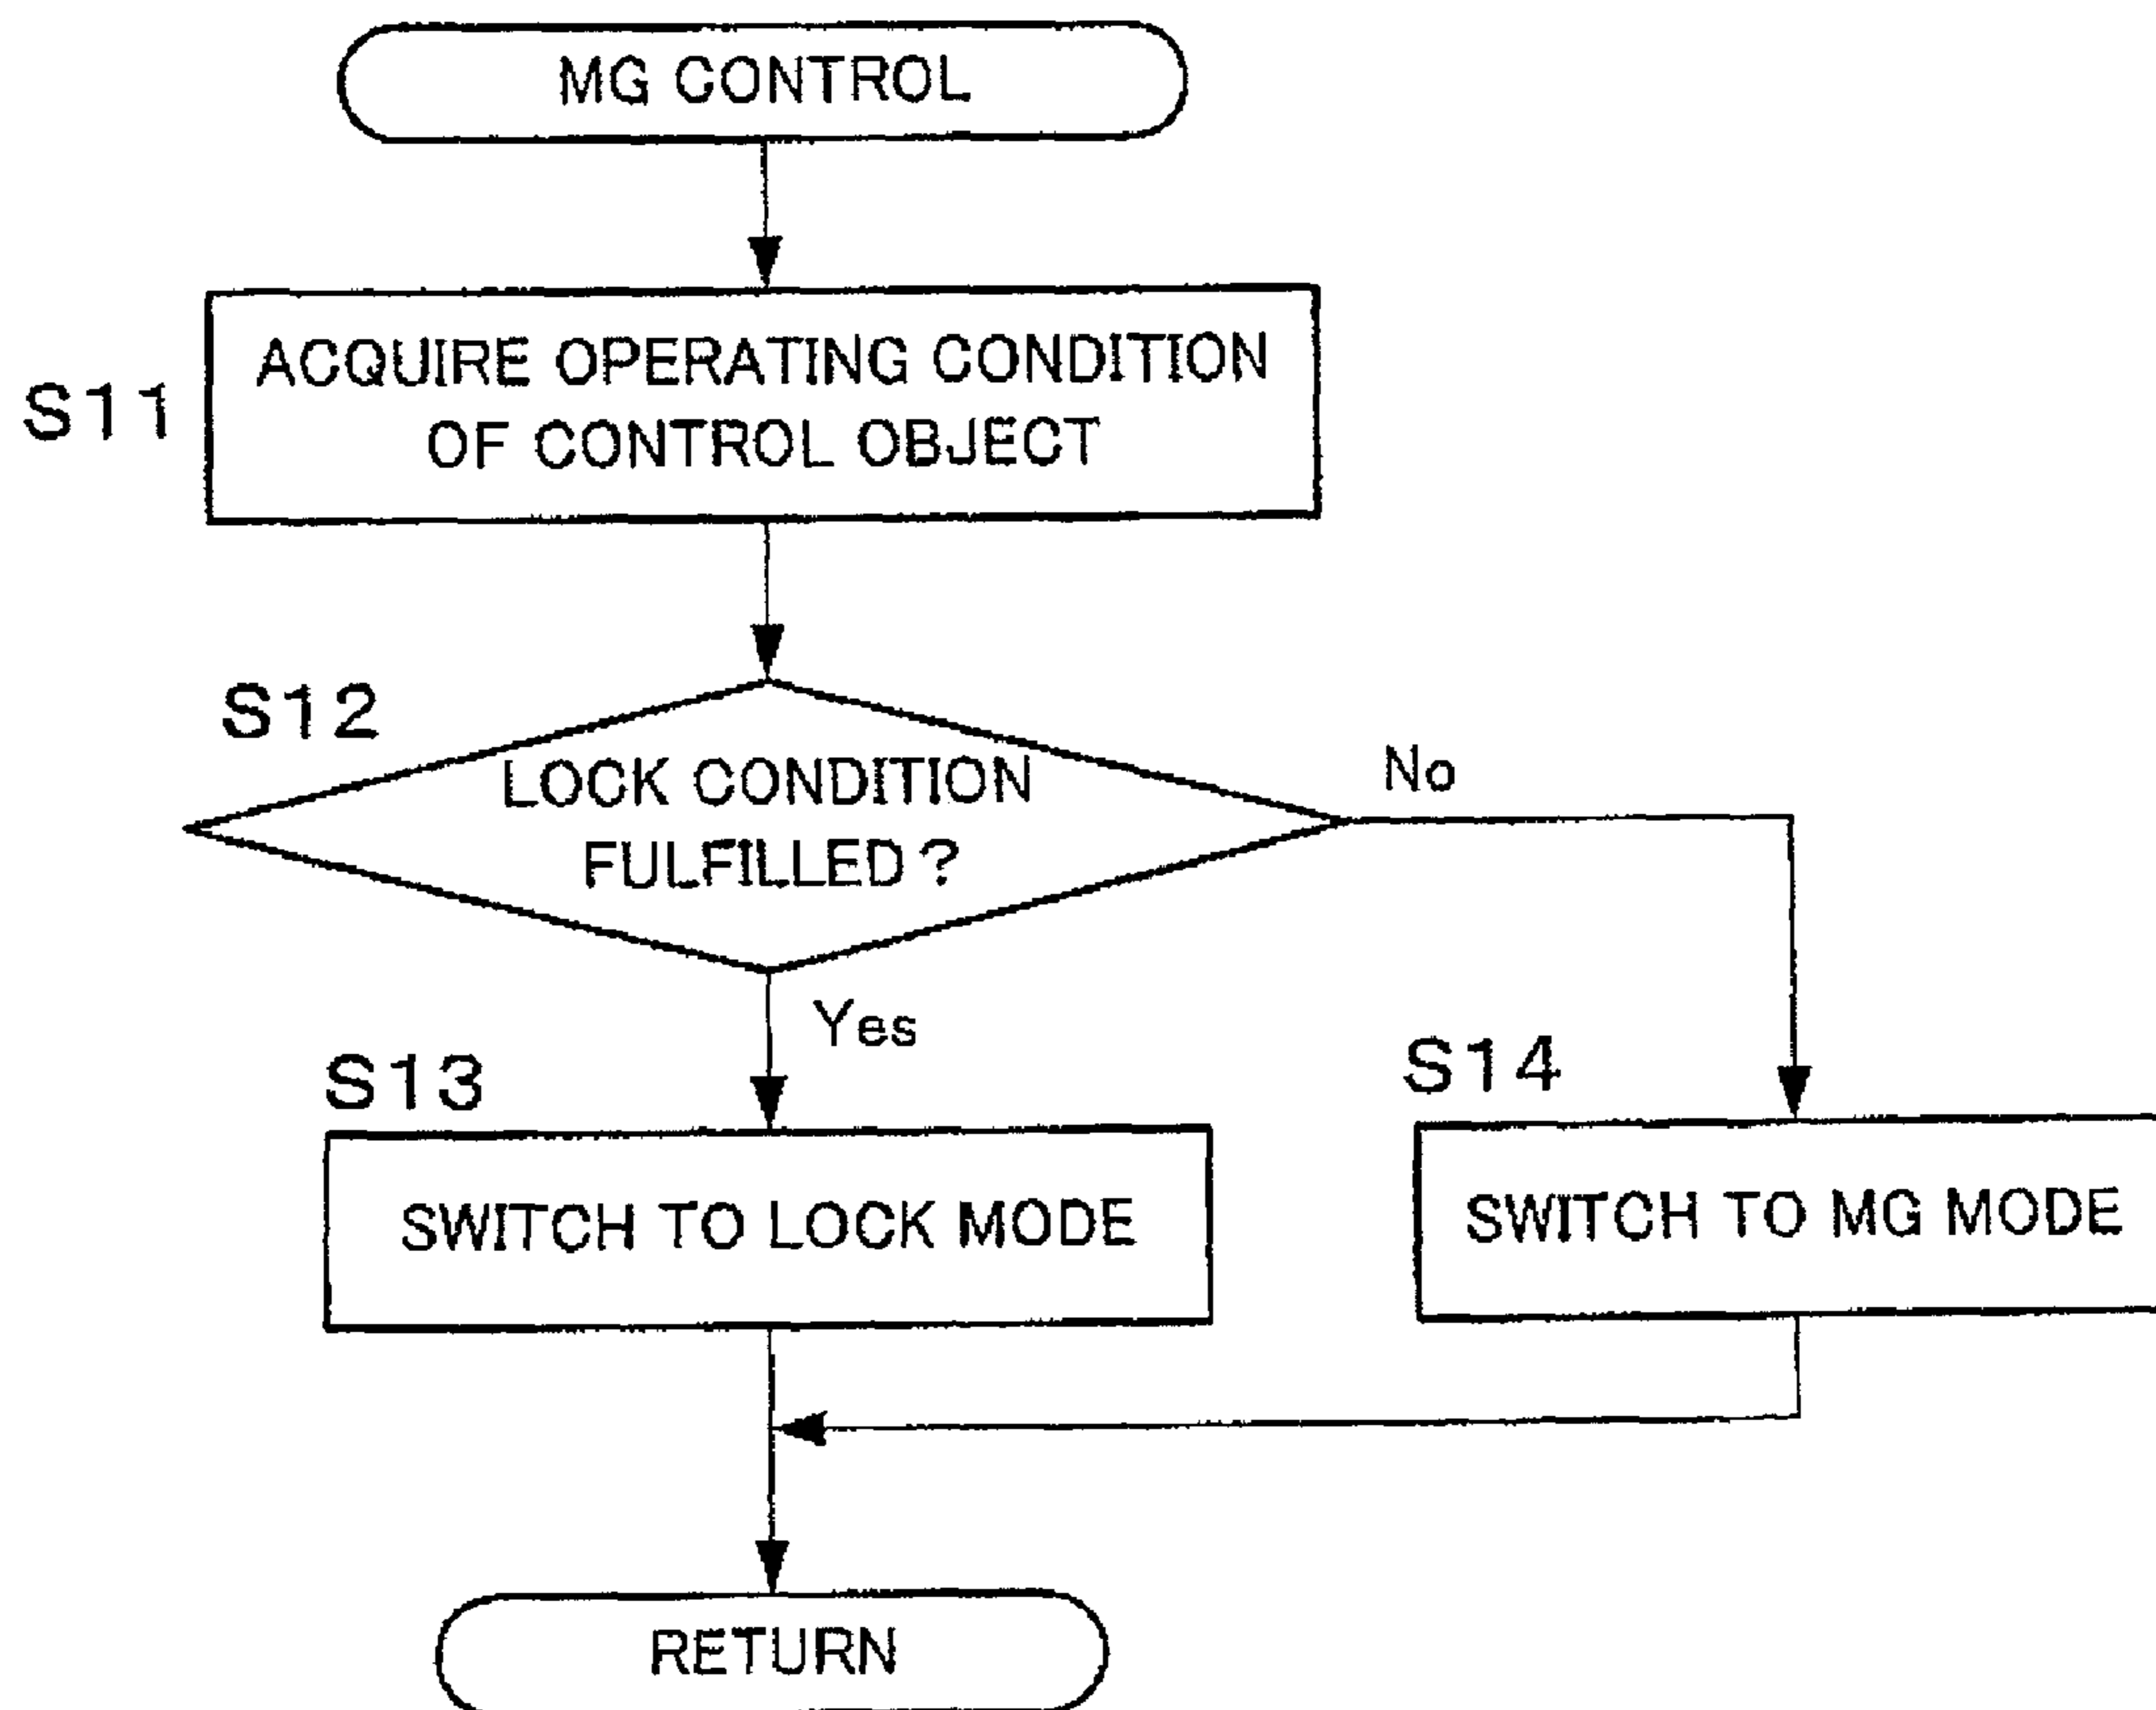 MG CONTROL
S11
ACQUIRE OPERATING CONDITION
OF CONTROL OBJECT
S12
LOCK CONDITION
FULFILLED?
No
Yes
S13
SWITCH TO LOCK MODE
S14
SWITCH TO MG MODE
RETURN